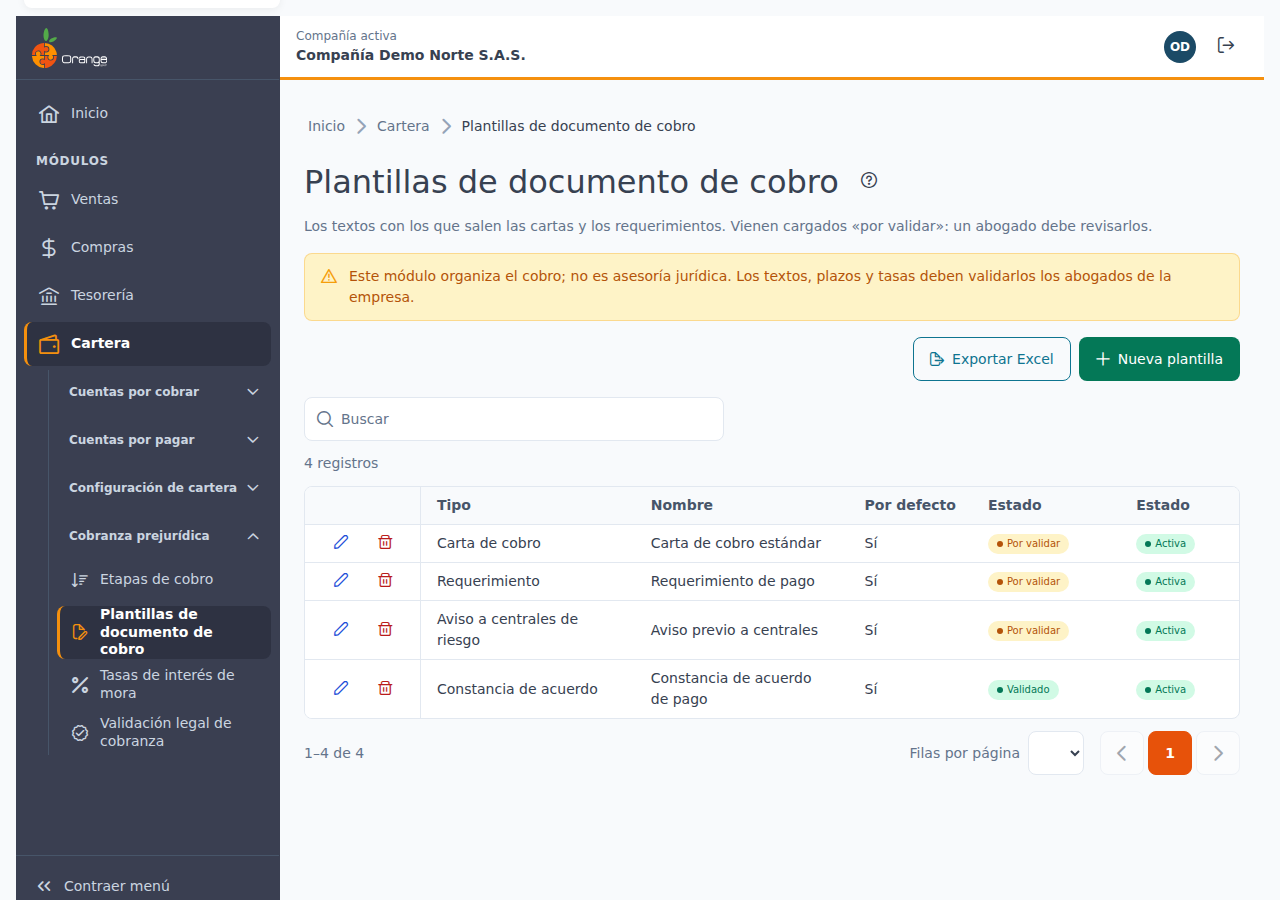 Orange
Compañía activa
Compañía Demo Norte S.A.S.
OD
Inicio
MÓDULOS
Ventas
Compras
Tesorería
Cartera
Cuentas por cobrar
Cuentas por pagar
Configuración de cartera
Cobranza prejurídica
Etapas de cobro
Plantillas de
documento de
cobro
Tasas de interés de
mora
Validación legal de
cobranza
Contraer menú
Inicio
Cartera
Plantillas de documento de cobro
Plantillas de documento de cobro
Los textos con los que salen las cartas y los requerimientos. Vienen cargados «por validar»: un abogado debe revisarlos.
Este módulo organiza el cobro; no es asesoría jurídica. Los textos, plazos y tasas deben validarlos los abogados de la
empresa.
Exportar Excel
Nueva plantilla
Buscar
4 registros
Tipo Nombre Por defecto Estado Estado
Carta de cobro Carta de cobro estándar Sí Por validar Activa
Requerimiento Requerimiento de pago Sí Por validar Activa
Aviso a centrales de
riesgo Aviso previo a centrales Sí Por validar Activa
Constancia de acuerdo Constancia de acuerdo
de pago Sí Validado Activa
1–4 de 4
Filas por página
1